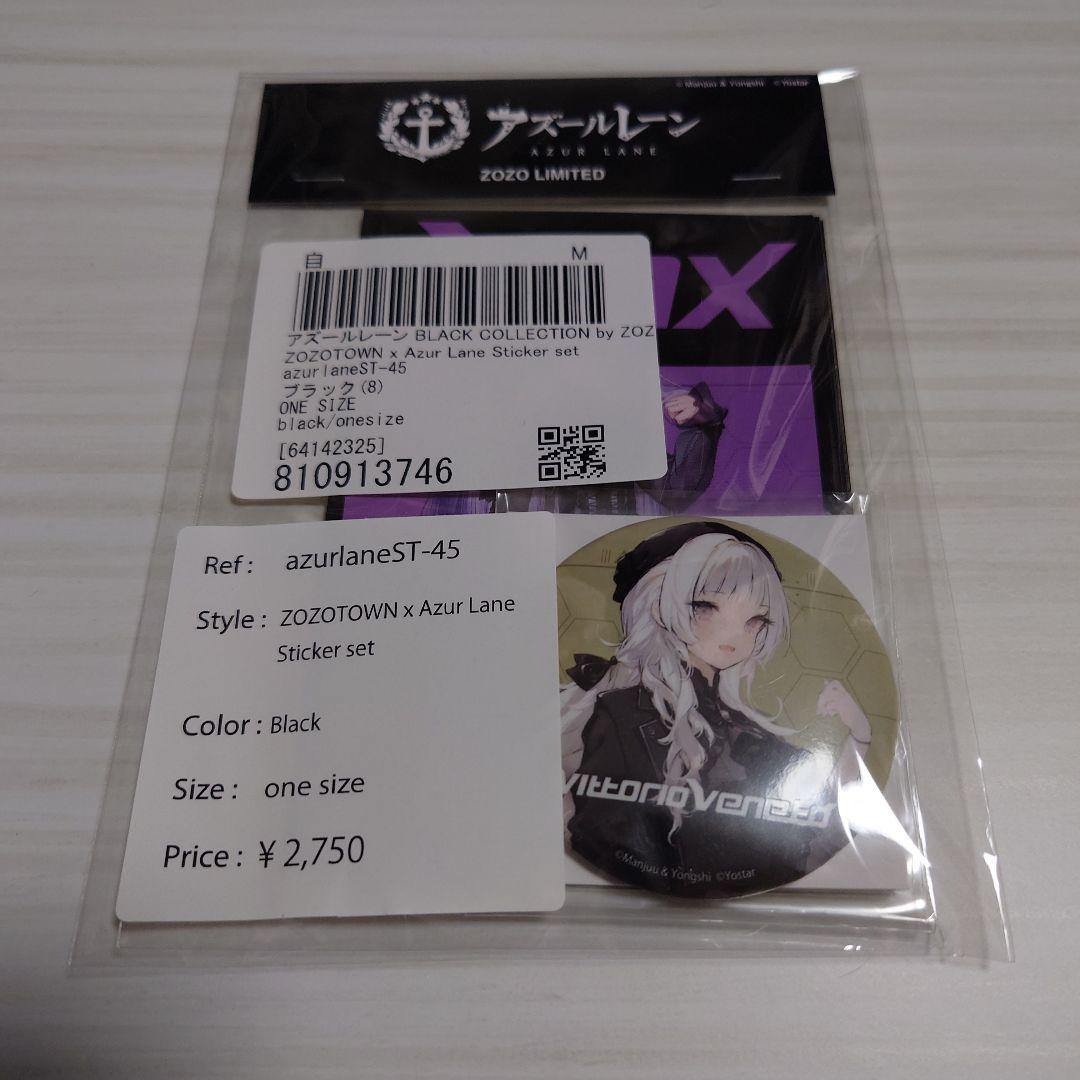 © Manjuu & Yongshi ©Yostar
アズールレーン
AZUR LANE
ZOZO LIMITED
自 M
アズールレーン BLACK COLLECTION by ZOZ
ZOZOTOWN x Azur Lane Sticker set
azurlaneST-45
ブラック(8)
ONE SIZE
black/onesize
[64142325]
810913746
Ref : azurlaneST-45
Style : ZOZOTOWN x Azur Lane
Sticker set
Color : Black
Size : one size
Price : ¥ 2,750
Vittorio Veneto
©Manjuu & Yongshi ©Yostar